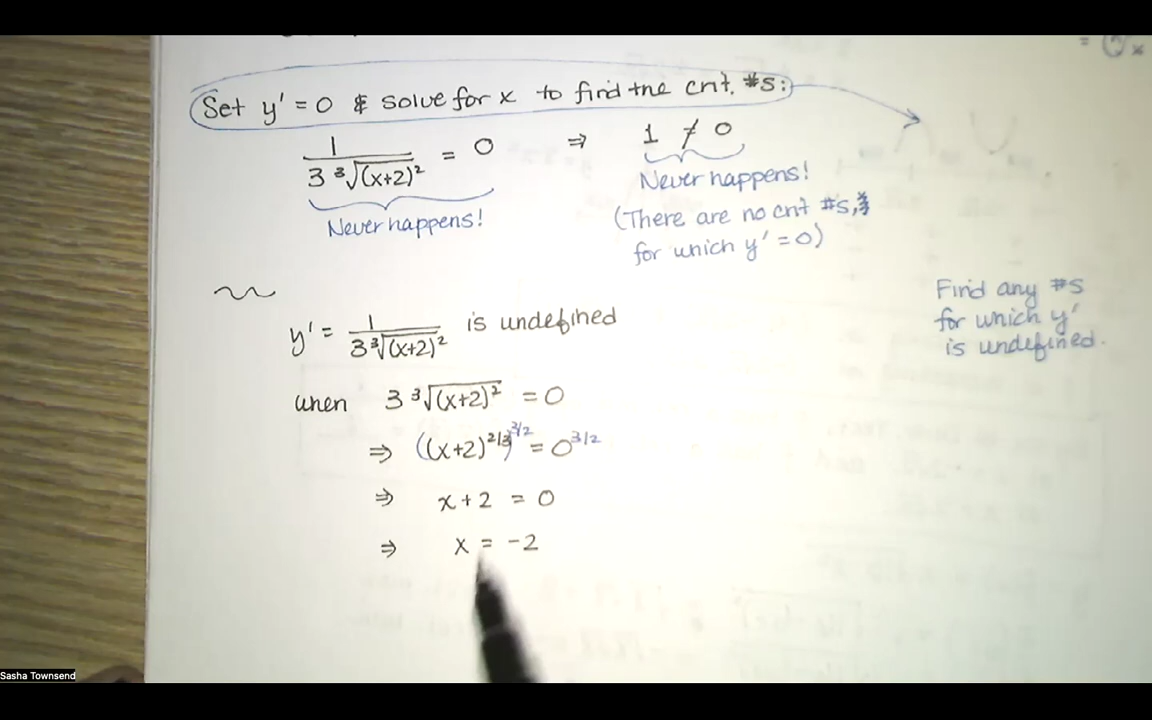 Set y' = 0 & solve for x to find the crit. #s:
1 / (3 ∛(x+2)²) = 0 ⇒ 1 ≠ 0
Never happens!
Never happens!
(There are no crit #s,
for which y' = 0)
Find any #s
for which y'
is undefined.
y' = 1 / (3 ∛(x+2)²) is undefined
when 3 ∛(x+2)² = 0
⇒ ((x+2)^2/3)^3/2 = 0^3/2
⇒ x + 2 = 0
⇒ x = -2
Sasha Townsend